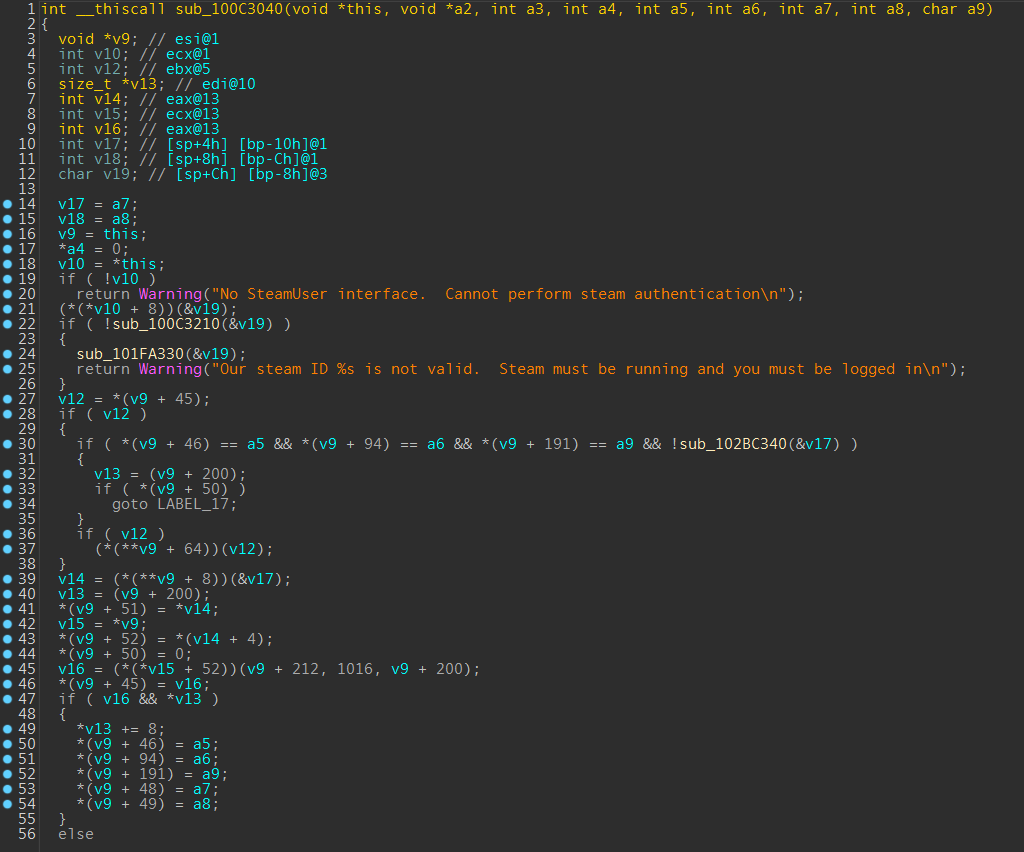 1 int __thiscall sub_100C3040(void *this, void *a2, int a3, int a4, int a5, int a6, int a7, int a8, char a9)
2 {
3   void *v9; // esi@1
4   int v10; // ecx@1
5   int v12; // ebx@5
6   size_t *v13; // edi@10
7   int v14; // eax@13
8   int v15; // ecx@13
9   int v16; // eax@13
10   int v17; // [sp+4h] [bp-10h]@1
11   int v18; // [sp+8h] [bp-Ch]@1
12   char v19; // [sp+Ch] [bp-8h]@3
13
14   v17 = a7;
15   v18 = a8;
16   v9 = this;
17   *a4 = 0;
18   v10 = *this;
19   if ( !v10 )
20     return Warning("No SteamUser interface.  Cannot perform steam authentication\n");
21   (*(*v10 + 8))(&v19);
22   if ( !sub_100C3210(&v19) )
23   {
24     sub_101FA330(&v19);
25     return Warning("Our steam ID %s is not valid.  Steam must be running and you must be logged in\n");
26   }
27   v12 = *(v9 + 45);
28   if ( v12 )
29   {
30     if ( *(v9 + 46) == a5 && *(v9 + 94) == a6 && *(v9 + 191) == a9 && !sub_102BC340(&v17) )
31     {
32       v13 = (v9 + 200);
33       if ( *(v9 + 50) )
34         goto LABEL_17;
35     }
36     if ( v12 )
37       (*(**v9 + 64))(v12);
38   }
39   v14 = (*(**v9 + 8))(&v17);
40   v13 = (v9 + 200);
41   *(v9 + 51) = *v14;
42   v15 = *v9;
43   *(v9 + 52) = *(v14 + 4);
44   *(v9 + 50) = 0;
45   v16 = (*(*v15 + 52))(v9 + 212, 1016, v9 + 200);
46   *(v9 + 45) = v16;
47   if ( v16 && *v13 )
48   {
49     *v13 += 8;
50     *(v9 + 46) = a5;
51     *(v9 + 94) = a6;
52     *(v9 + 191) = a9;
53     *(v9 + 48) = a7;
54     *(v9 + 49) = a8;
55   }
56   else